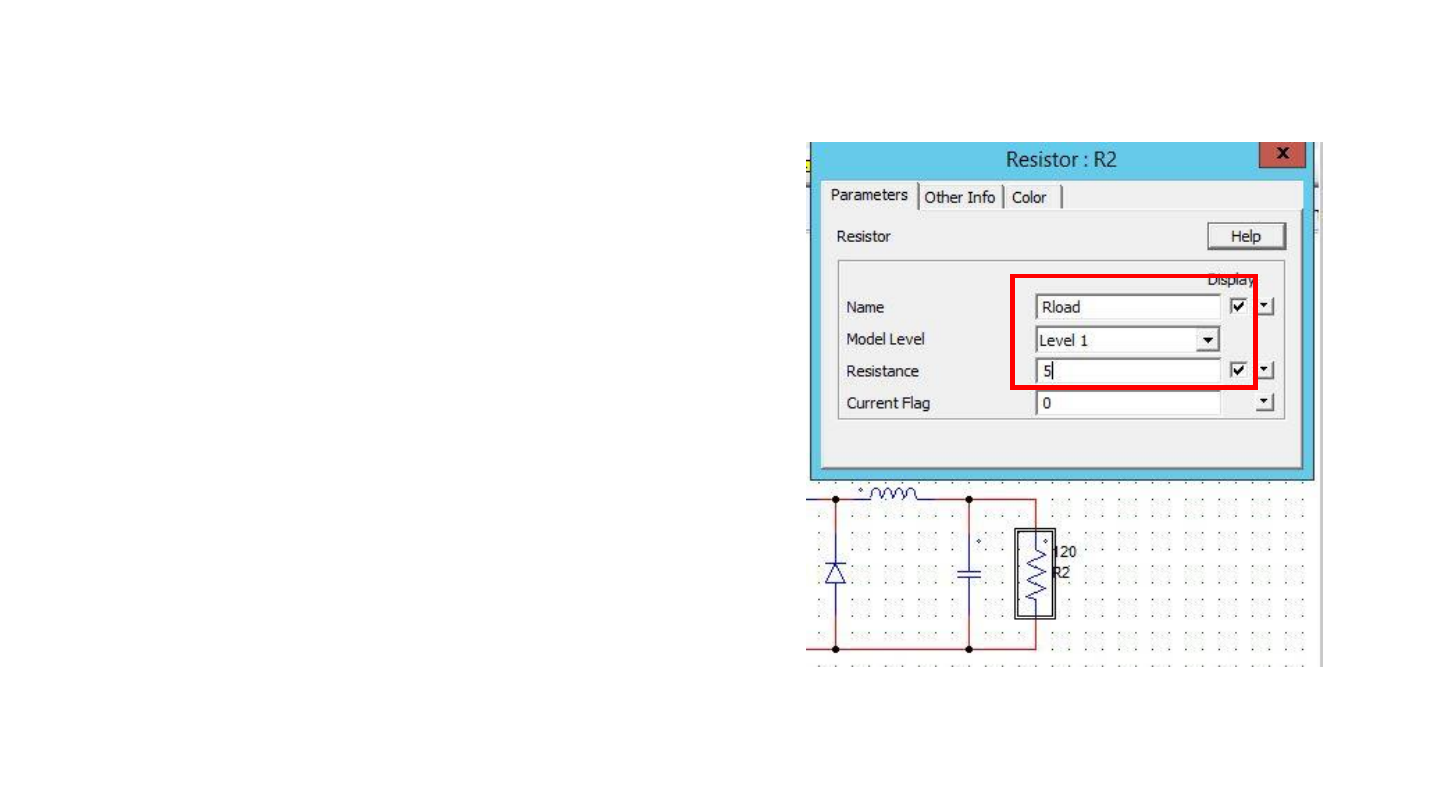 Resistor : R2
x
Parameters
Other Info
Color
Resistor
Help
Display
Name
Rload
Model Level
Level 1
Resistance
5
Current Flag
0
120
R2